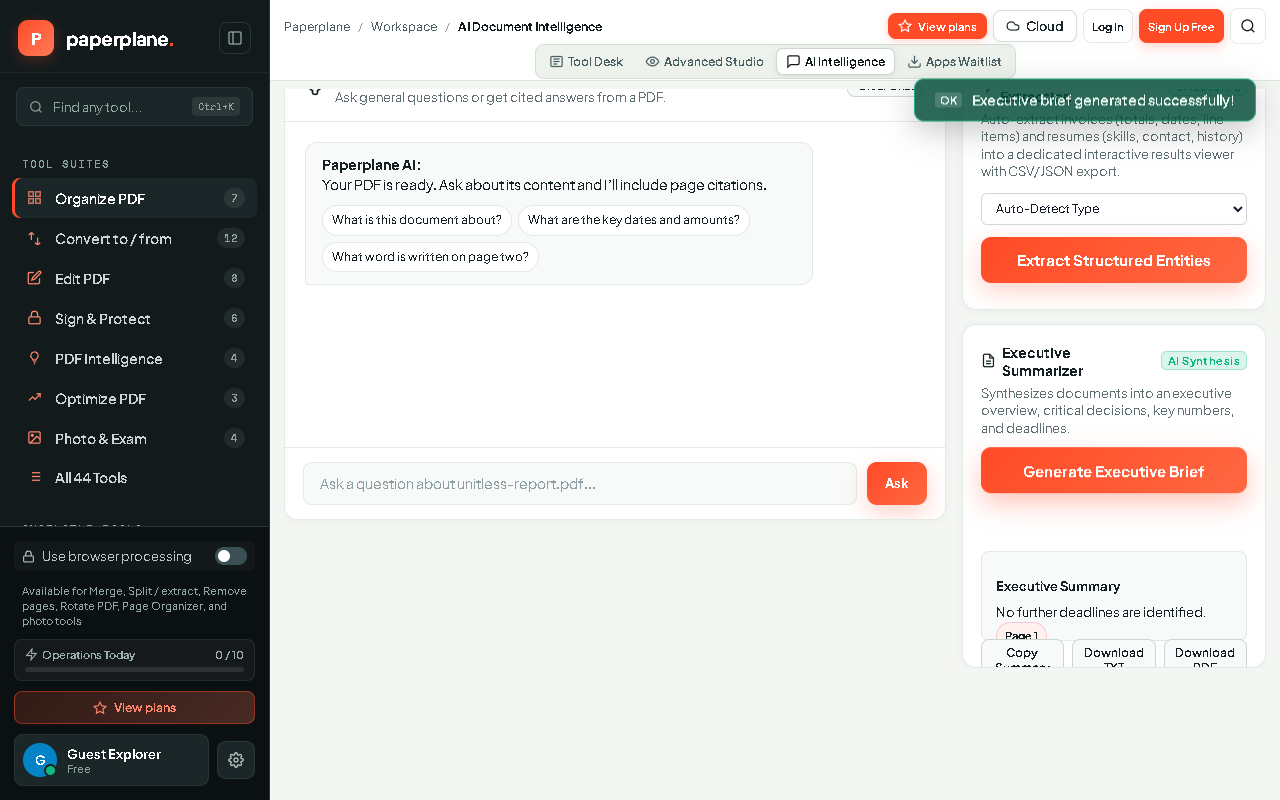 P paperplane.
Find any tool... Ctrl+K
TOOL SUITES
Organize PDF 7
Convert to / from 12
Edit PDF 8
Sign & Protect 6
PDF Intelligence 4
Optimize PDF 3
Photo & Exam 4
All 44 Tools
Use browser processing
Available for Merge, Split / extract, Remove
pages, Rotate PDF, Page Organizer, and
photo tools
Operations Today 0 / 10
View plans
G Guest Explorer
Free
Paperplane / Workspace / AI Document Intelligence
View plans
Cloud
Log In
Sign Up Free
Tool Desk
Advanced Studio
AI Intelligence
Apps Waitlist
OK Executive brief generated successfully!
Ask general questions or get cited answers from a PDF.
Paperplane AI:
Your PDF is ready. Ask about its content and I'll include page citations.
What is this document about?
What are the key dates and amounts?
What word is written on page two?
Ask a question about unitless-report.pdf...
Ask
Auto-extract invoices (totals, dates, line
items) and resumes (skills, contact, history)
into a dedicated interactive results viewer
with CSV/JSON export.
Auto-Detect Type
Extract Structured Entities
Executive
Summarizer
AI Synthesis
Synthesizes documents into an executive
overview, critical decisions, key numbers,
and deadlines.
Generate Executive Brief
Executive Summary
No further deadlines are identified.
Page 1
Copy
Summary
Download
TXT
Download
PDF